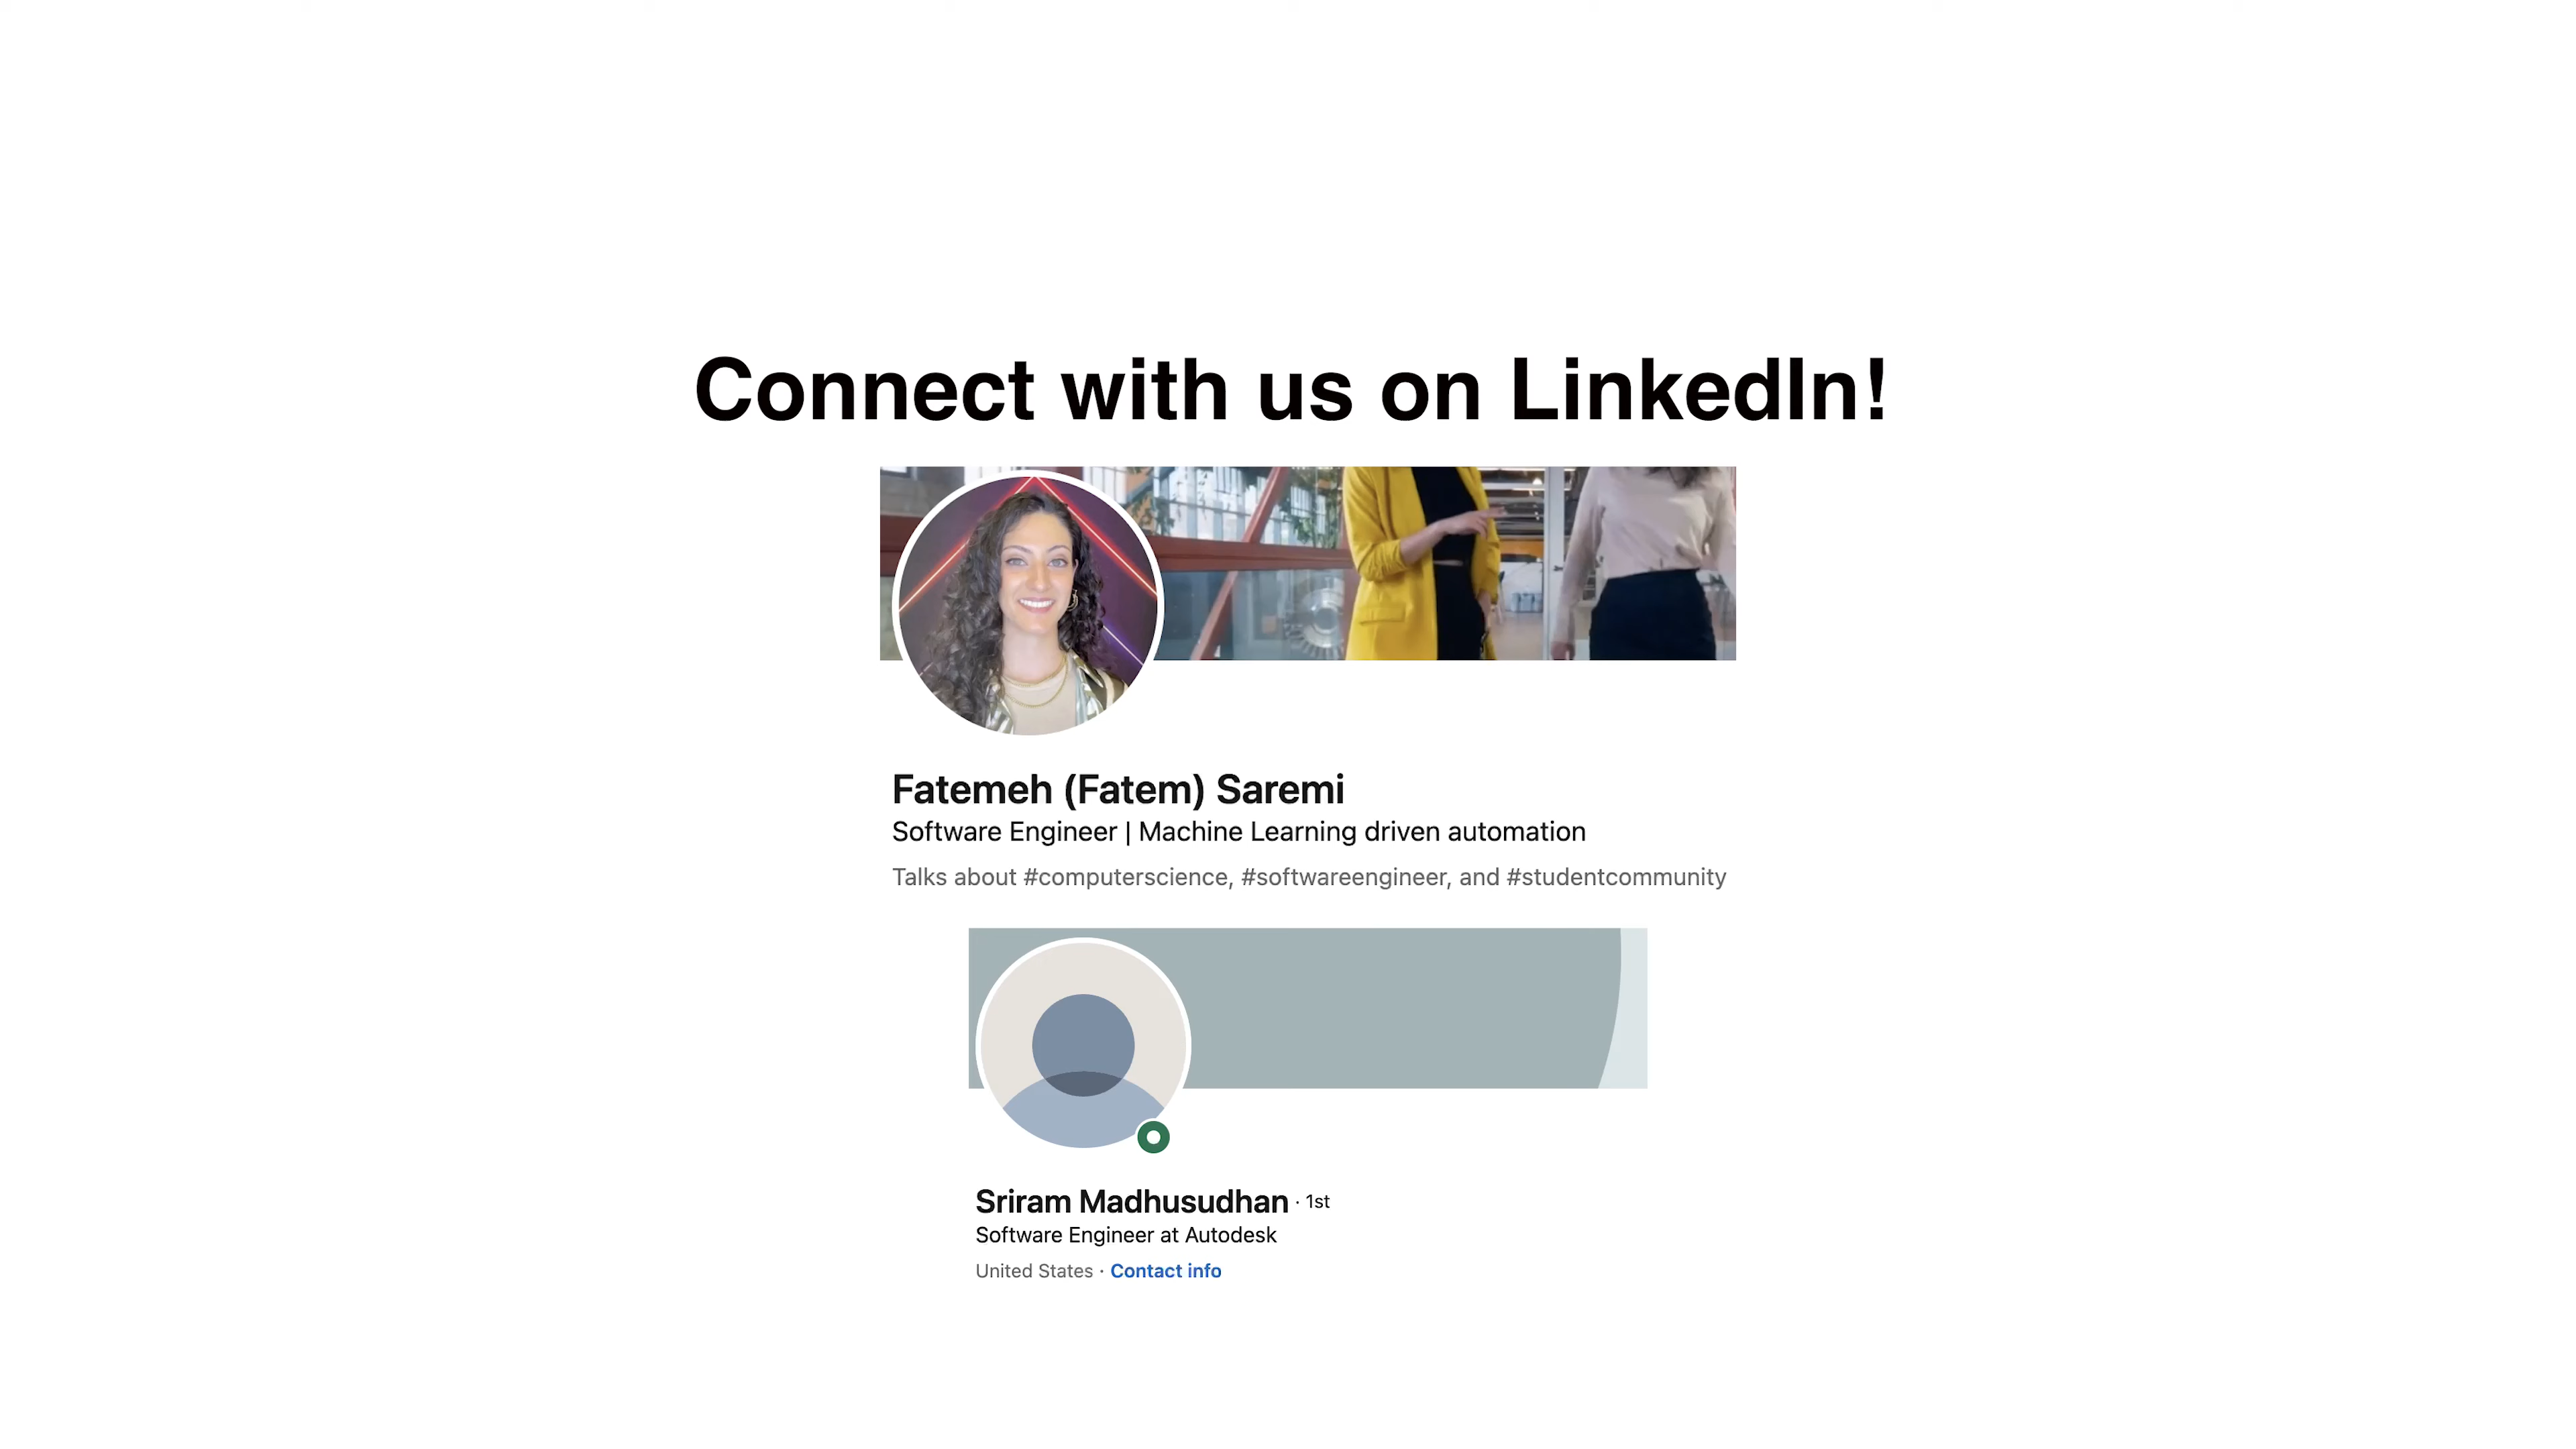 Connect with us on LinkedIn!
Fatemeh (Fatem) Saremi
Software Engineer | Machine Learning driven automation
Talks about #computerscience, #softwareengineer, and #studentcommunity
Sriram Madhusudhan · 1st
Software Engineer at Autodesk
United States · Contact info